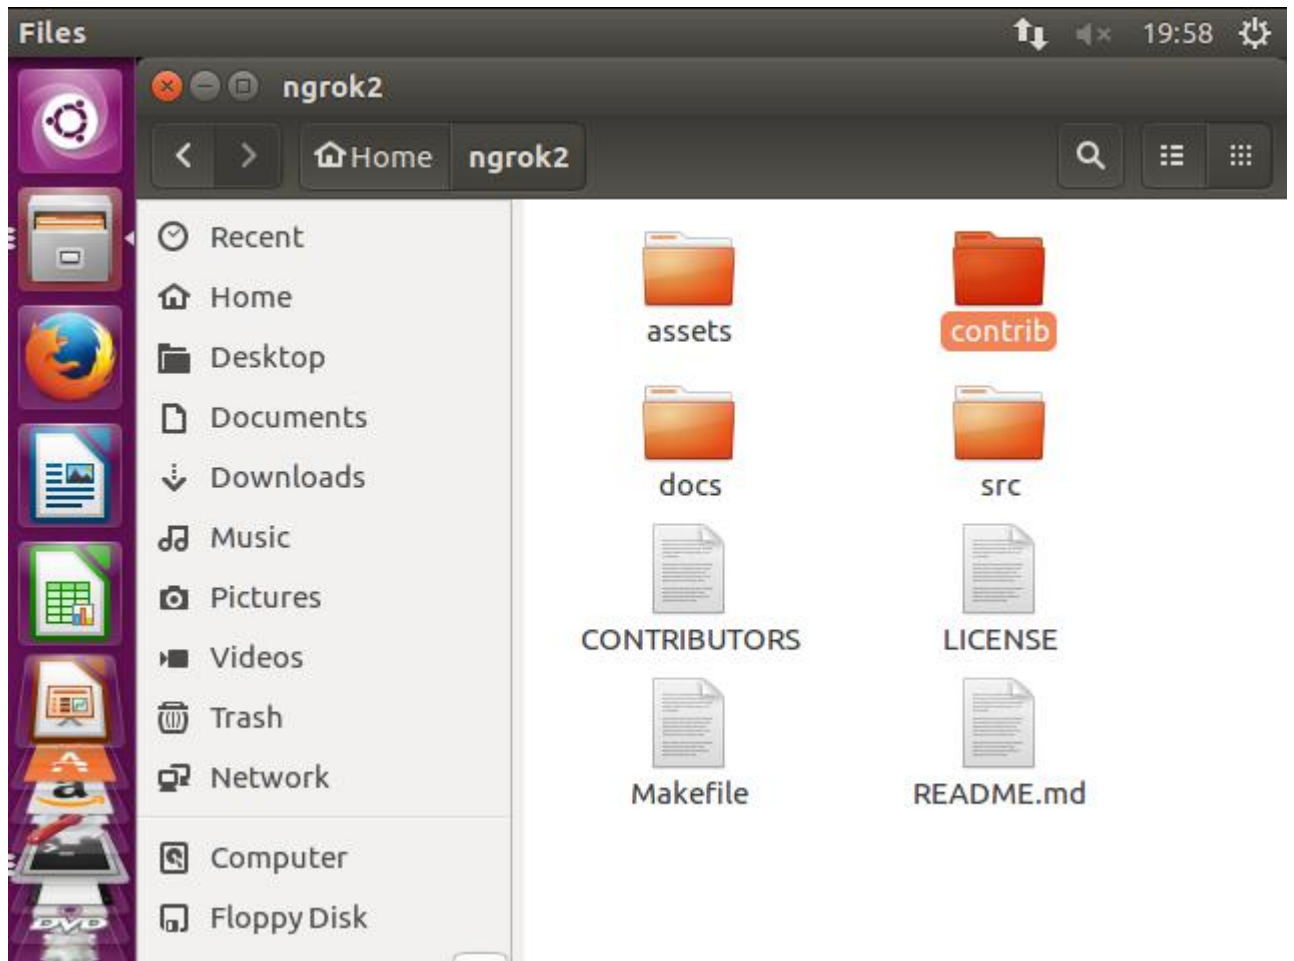 Files 19:58
ngrok2
Home ngrok2
Recent
Home
Desktop
Documents
Downloads
Music
Pictures
Videos
Trash
Network
Computer
Floppy Disk
assets contrib
docs src
CONTRIBUTORS LICENSE
Makefile README.md
a
>_
DVD